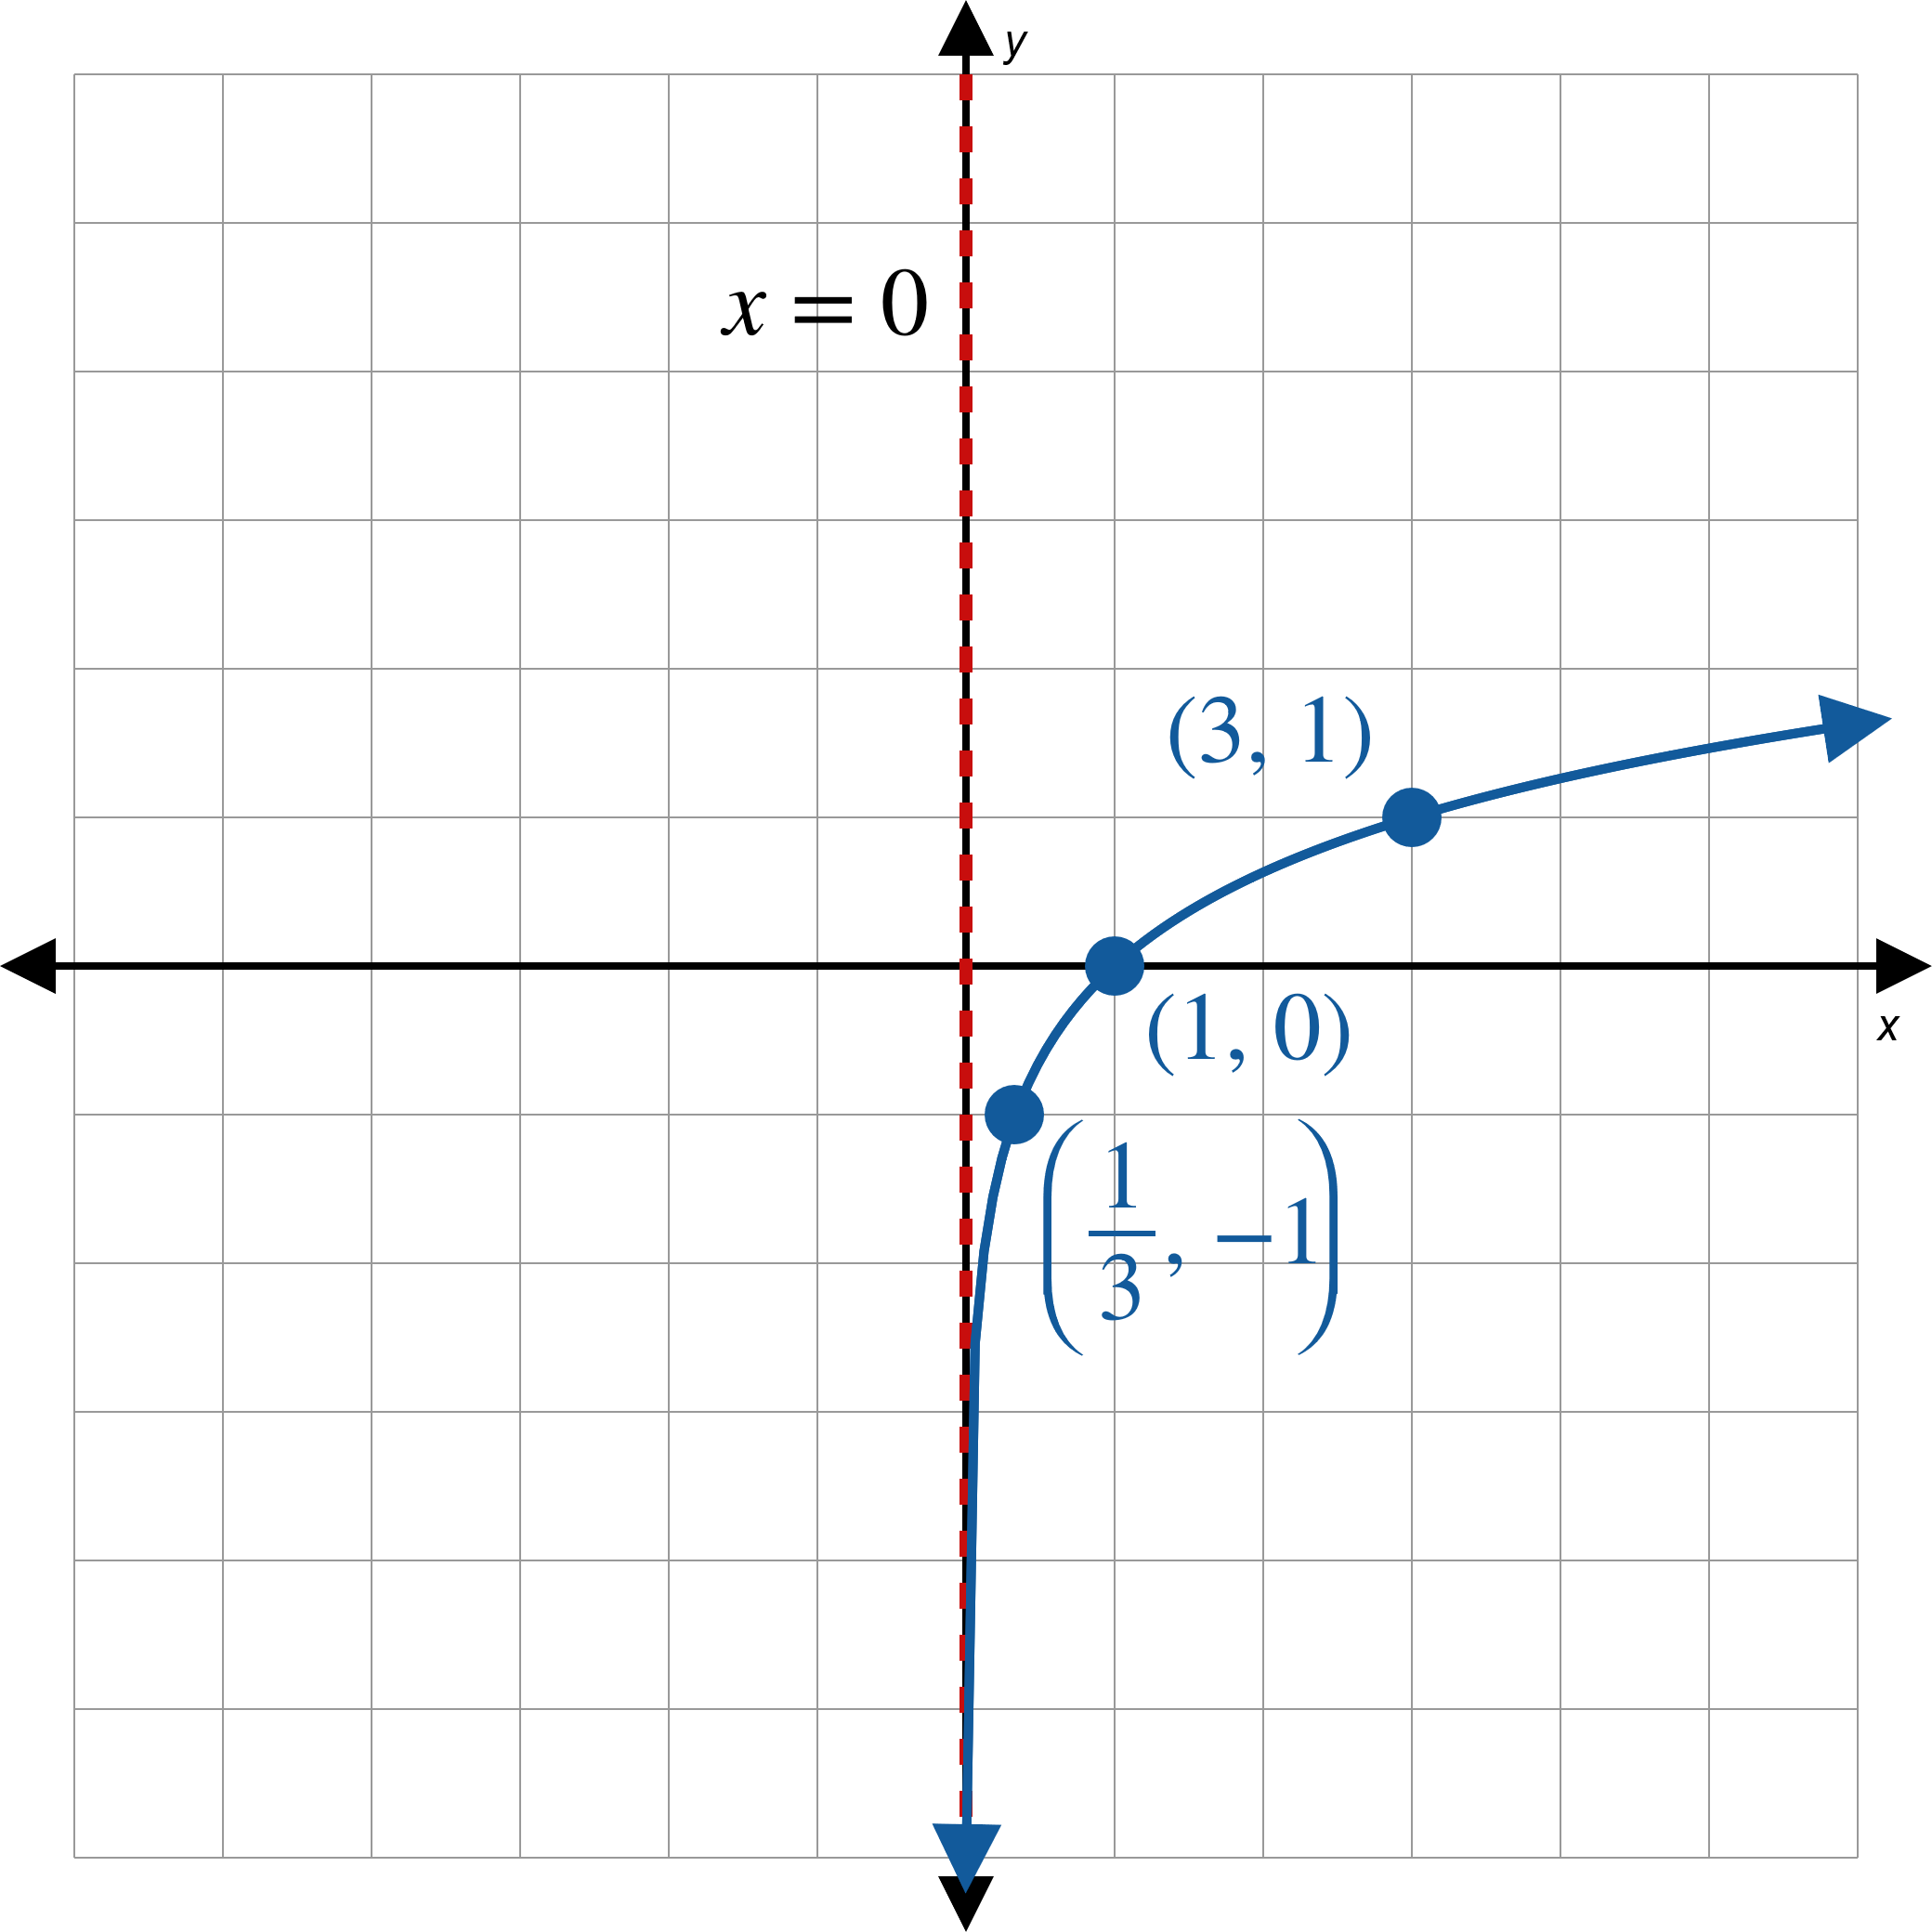 y
x = 0
(3, 1)
(1, 0)
x
(1/3, −1)